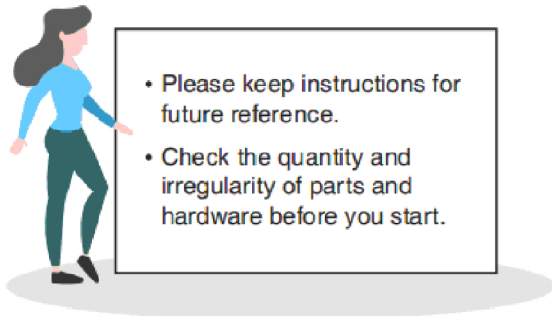 • Please keep instructions for
future reference.
• Check the quantity and
irregularity of parts and
hardware before you start.